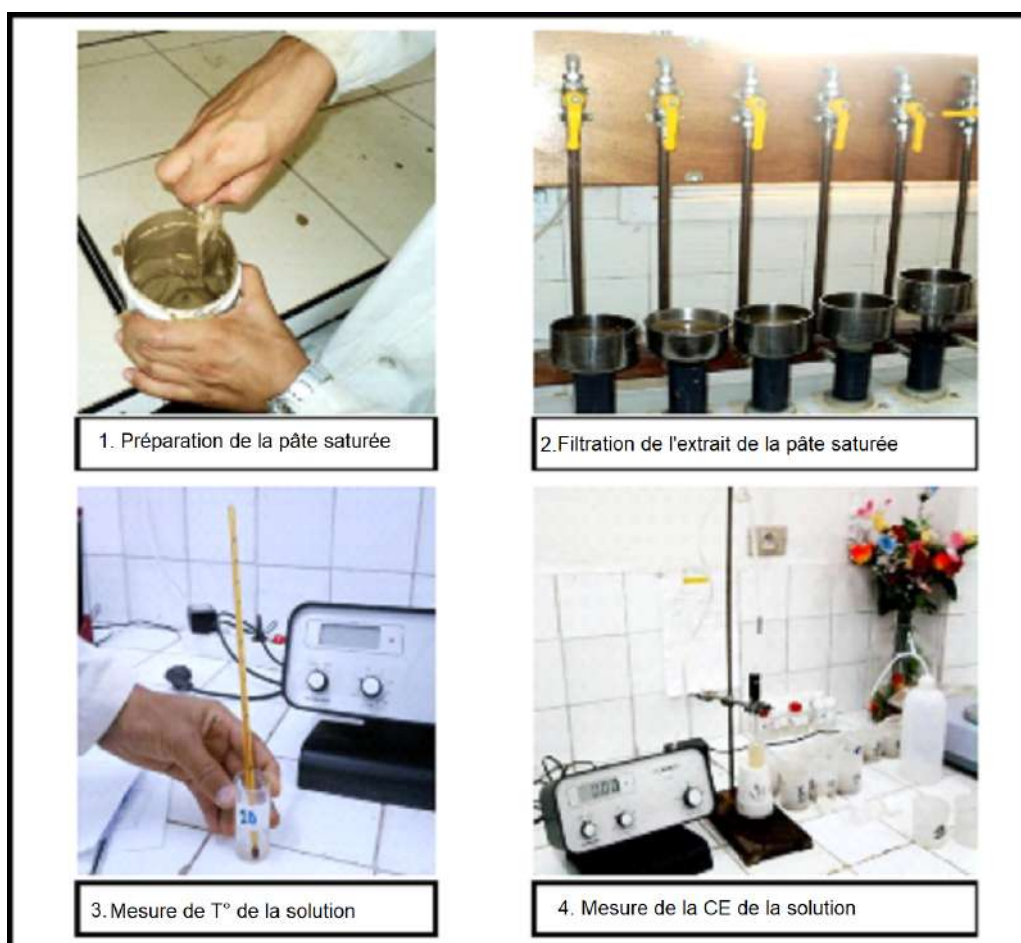 1. Préparation de la pâte saturée
2.Filtration de l'extrait de la pâte saturée
20
3. Mesure de T° de la solution
4. Mesure de la CE de la solution